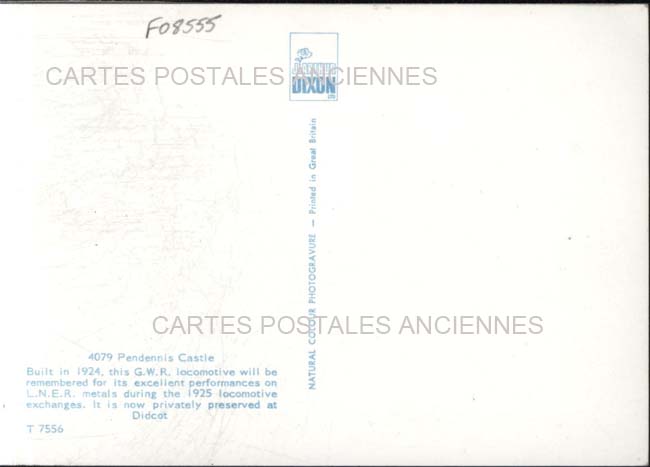 F08555
J. ARTHUR
DIXON
CARTES POSTALES ANCIENNES
NATURAL COLOUR PHOTOGRAVURE — Printed in Great Britain
CARTES POSTALES ANCIENNES
4079 Pendennis Castle
Built in 1924, this G.W.R. locomotive will be
remembered for its excellent performances on
L.N.E.R. metals during the 1925 locomotive
exchanges. It is now privately preserved at
Didcot
T 7556